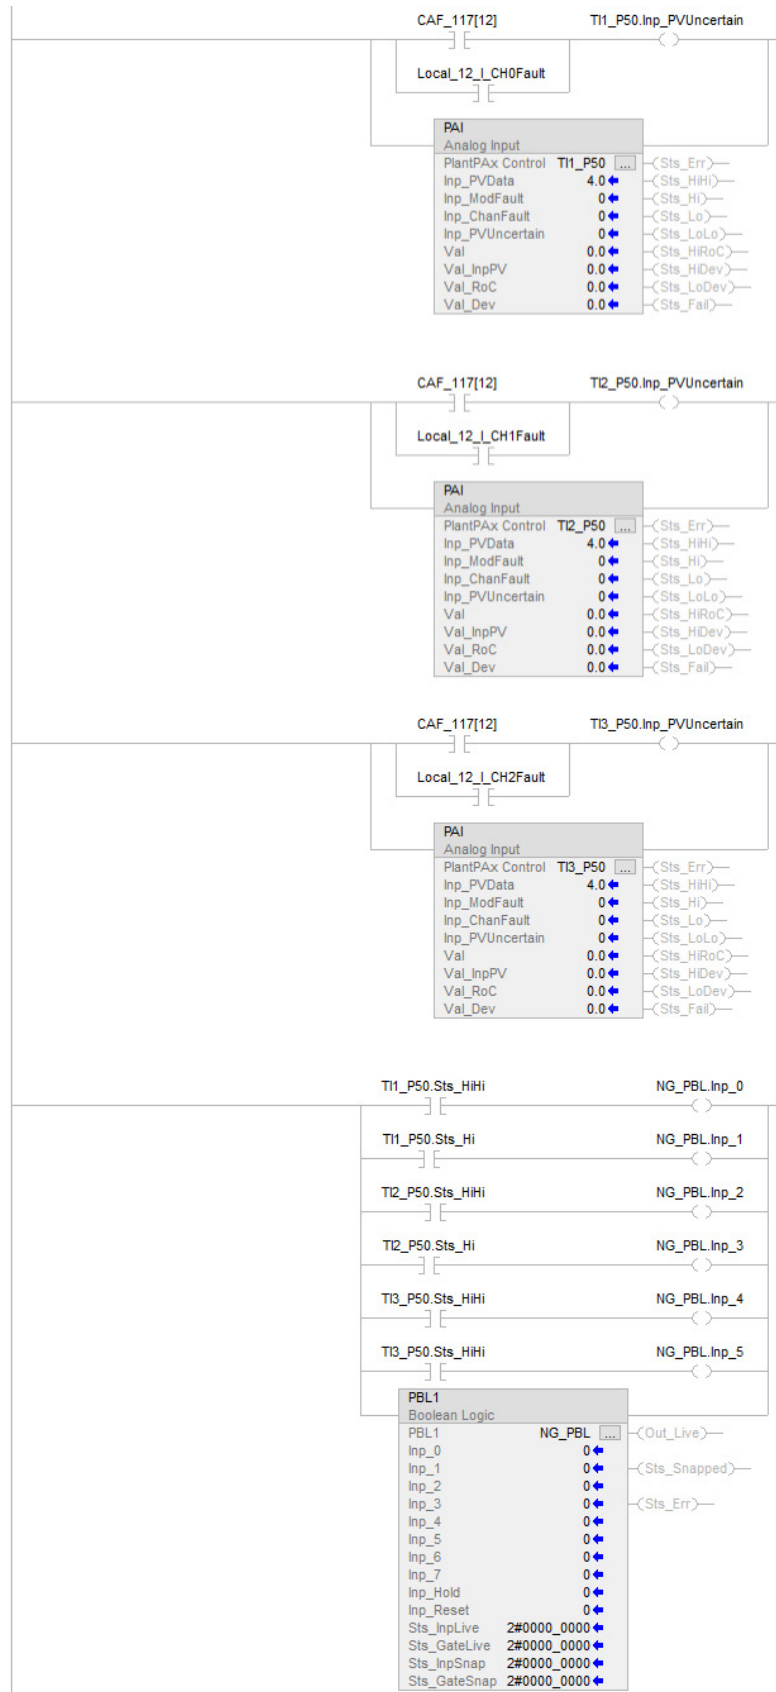 CAF_117[12] TI1_P50.Inp_PVUncertain
Local_12_I_CH0Fault
PAI
Analog Input
PlantPAx Control TI1_P50 ... (Sts_Err)
Inp_PVData 4.0 (Sts_HiHi)
Inp_ModFault 0 (Sts_Hi)
Inp_ChanFault 0 (Sts_Lo)
Inp_PVUncertain 0 (Sts_LoLo)
Val 0.0 (Sts_HiRoC)
Val_InpPV 0.0 (Sts_HiDev)
Val_RoC 0.0 (Sts_LoDev)
Val_Dev 0.0 (Sts_Fail)
CAF_117[12] TI2_P50.Inp_PVUncertain
Local_12_I_CH1Fault
PAI
Analog Input
PlantPAx Control TI2_P50 ... (Sts_Err)
Inp_PVData 4.0 (Sts_HiHi)
Inp_ModFault 0 (Sts_Hi)
Inp_ChanFault 0 (Sts_Lo)
Inp_PVUncertain 0 (Sts_LoLo)
Val 0.0 (Sts_HiRoC)
Val_InpPV 0.0 (Sts_HiDev)
Val_RoC 0.0 (Sts_LoDev)
Val_Dev 0.0 (Sts_Fail)
CAF_117[12] TI3_P50.Inp_PVUncertain
Local_12_I_CH2Fault
PAI
Analog Input
PlantPAx Control TI3_P50 ... (Sts_Err)
Inp_PVData 4.0 (Sts_HiHi)
Inp_ModFault 0 (Sts_Hi)
Inp_ChanFault 0 (Sts_Lo)
Inp_PVUncertain 0 (Sts_LoLo)
Val 0.0 (Sts_HiRoC)
Val_InpPV 0.0 (Sts_HiDev)
Val_RoC 0.0 (Sts_LoDev)
Val_Dev 0.0 (Sts_Fail)
TI1_P50.Sts_HiHi NG_PBL.Inp_0
TI1_P50.Sts_Hi NG_PBL.Inp_1
TI2_P50.Sts_HiHi NG_PBL.Inp_2
TI2_P50.Sts_Hi NG_PBL.Inp_3
TI3_P50.Sts_HiHi NG_PBL.Inp_4
TI3_P50.Sts_HiHi NG_PBL.Inp_5
PBL1
Boolean Logic
PBL1 NG_PBL ... (Out_Live)
Inp_0 0
Inp_1 0 (Sts_Snapped)
Inp_2 0
Inp_3 0 (Sts_Err)
Inp_4 0
Inp_5 0
Inp_6 0
Inp_7 0
Inp_Hold 0
Inp_Reset 0
Sts_InpLive 2#0000_0000
Sts_GateLive 2#0000_0000
Sts_InpSnap 2#0000_0000
Sts_GateSnap 2#0000_0000